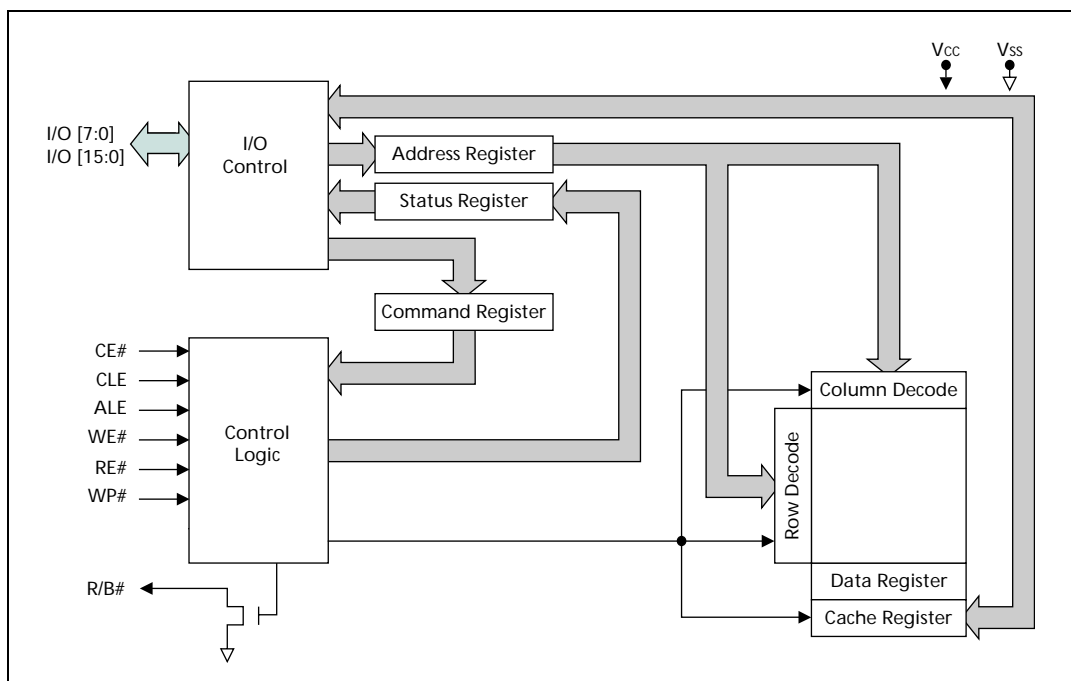 Vcc
Vss
I/O [7:0]
I/O [15:0]
I/O
Control
Address Register
Status Register
Command Register
CE#
CLE
ALE
WE#
RE#
WP#
Control
Logic
Column Decode
Row Decode
Data Register
Cache Register
R/B#